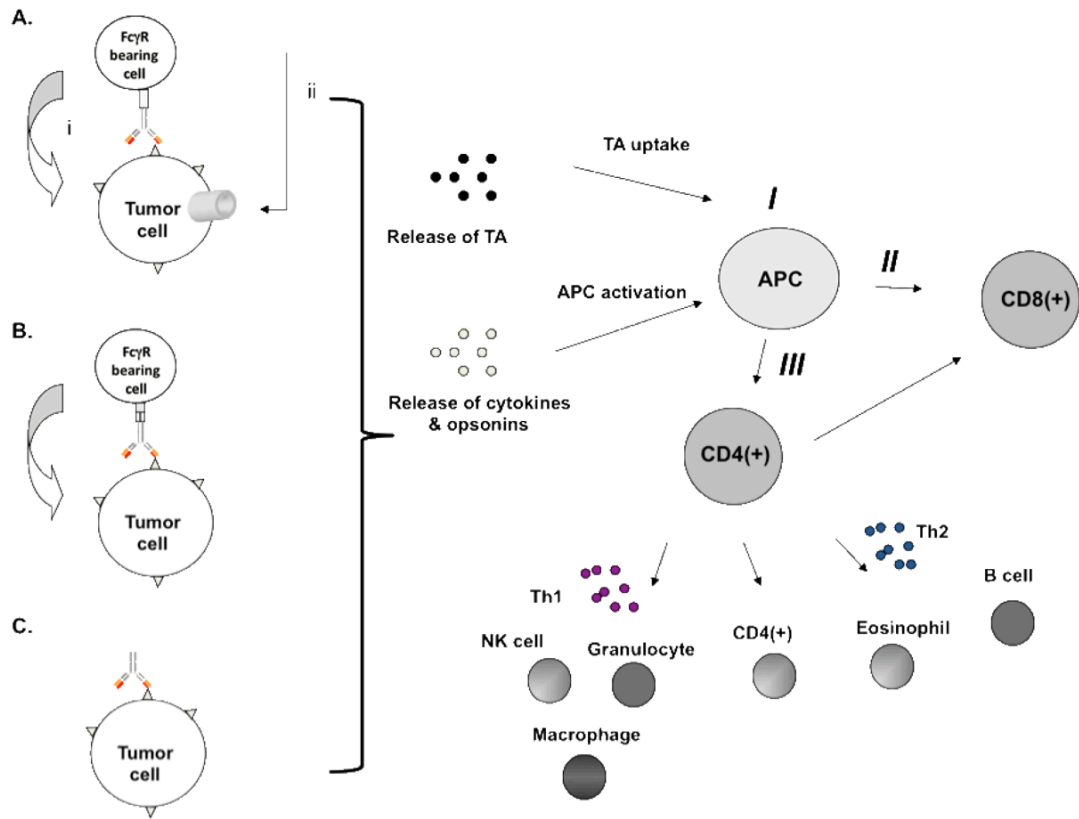 A.
FcγR
bearing
cell
i
ii
Tumor
cell
B.
FcγR
bearing
cell
Tumor
cell
C.
Tumor
cell
Release of TA
TA uptake
APC activation
Release of cytokines
& opsonins
I
APC
II
CD8(+)
III
CD4(+)
Th1
Th2
NK cell
Granulocyte
CD4(+)
Eosinophil
B cell
Macrophage